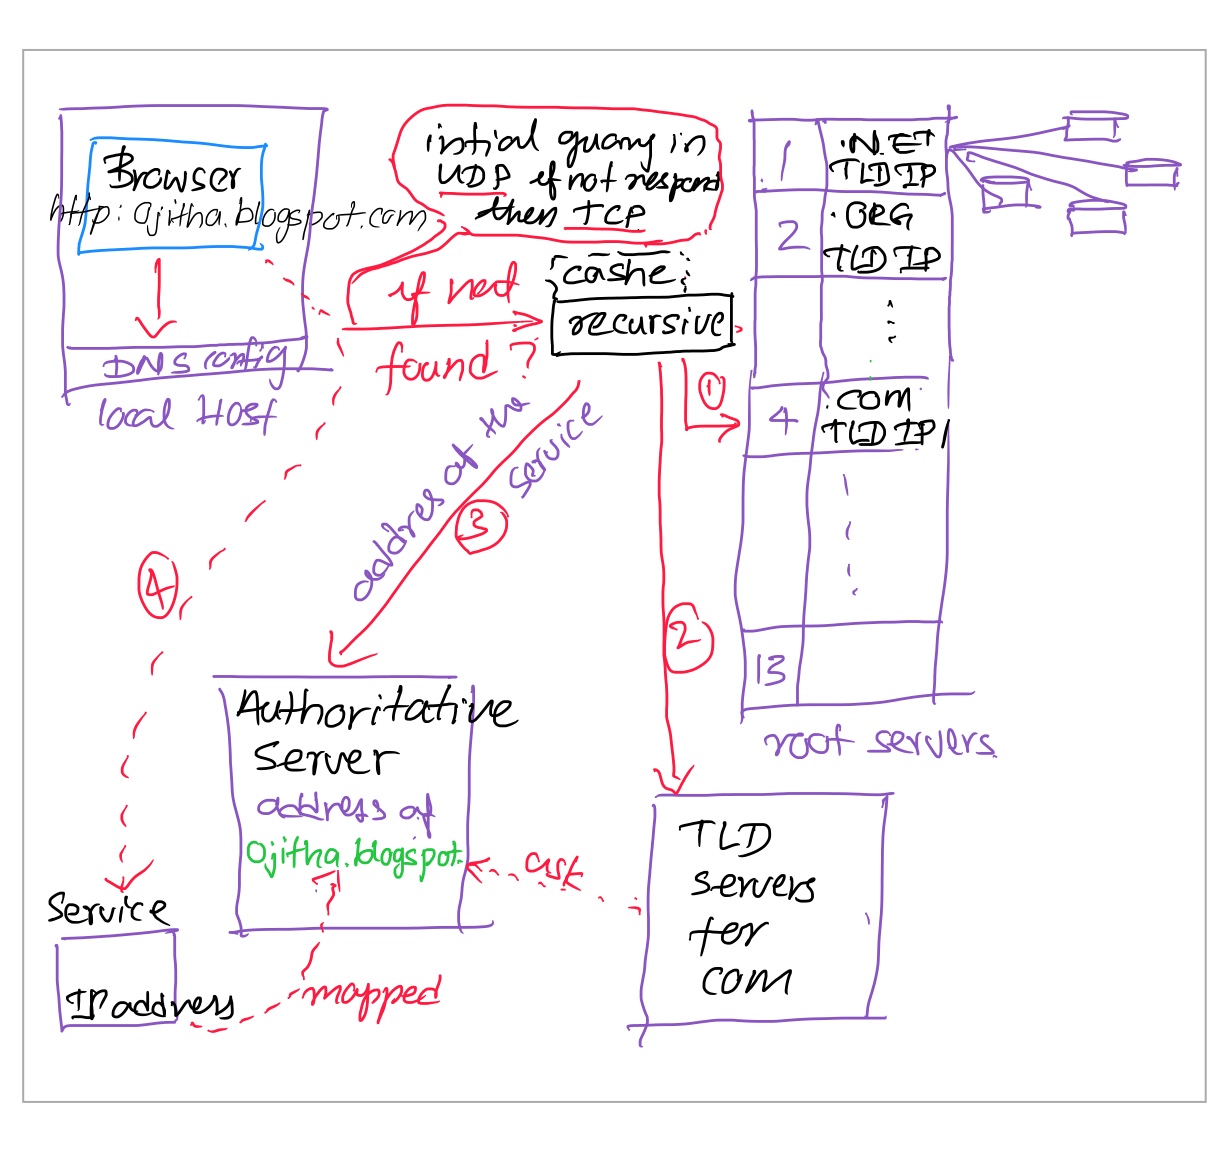 Browser
http: Ojitha.blogspot.com
DNS config
local Host
intial quary in
UDP if not respond
then TCP
if not
found ?
cashe
recursive
1
.NET
TLD IP
2
.ORG
TLD IP
4
.COM
TLD IP
13
root servers
1
2
3
addres of the
service
4
Authoritative
Server
address of
Ojitha.blogspot.
ask
TLD
servers
for
COM
Service
IP address
mapped